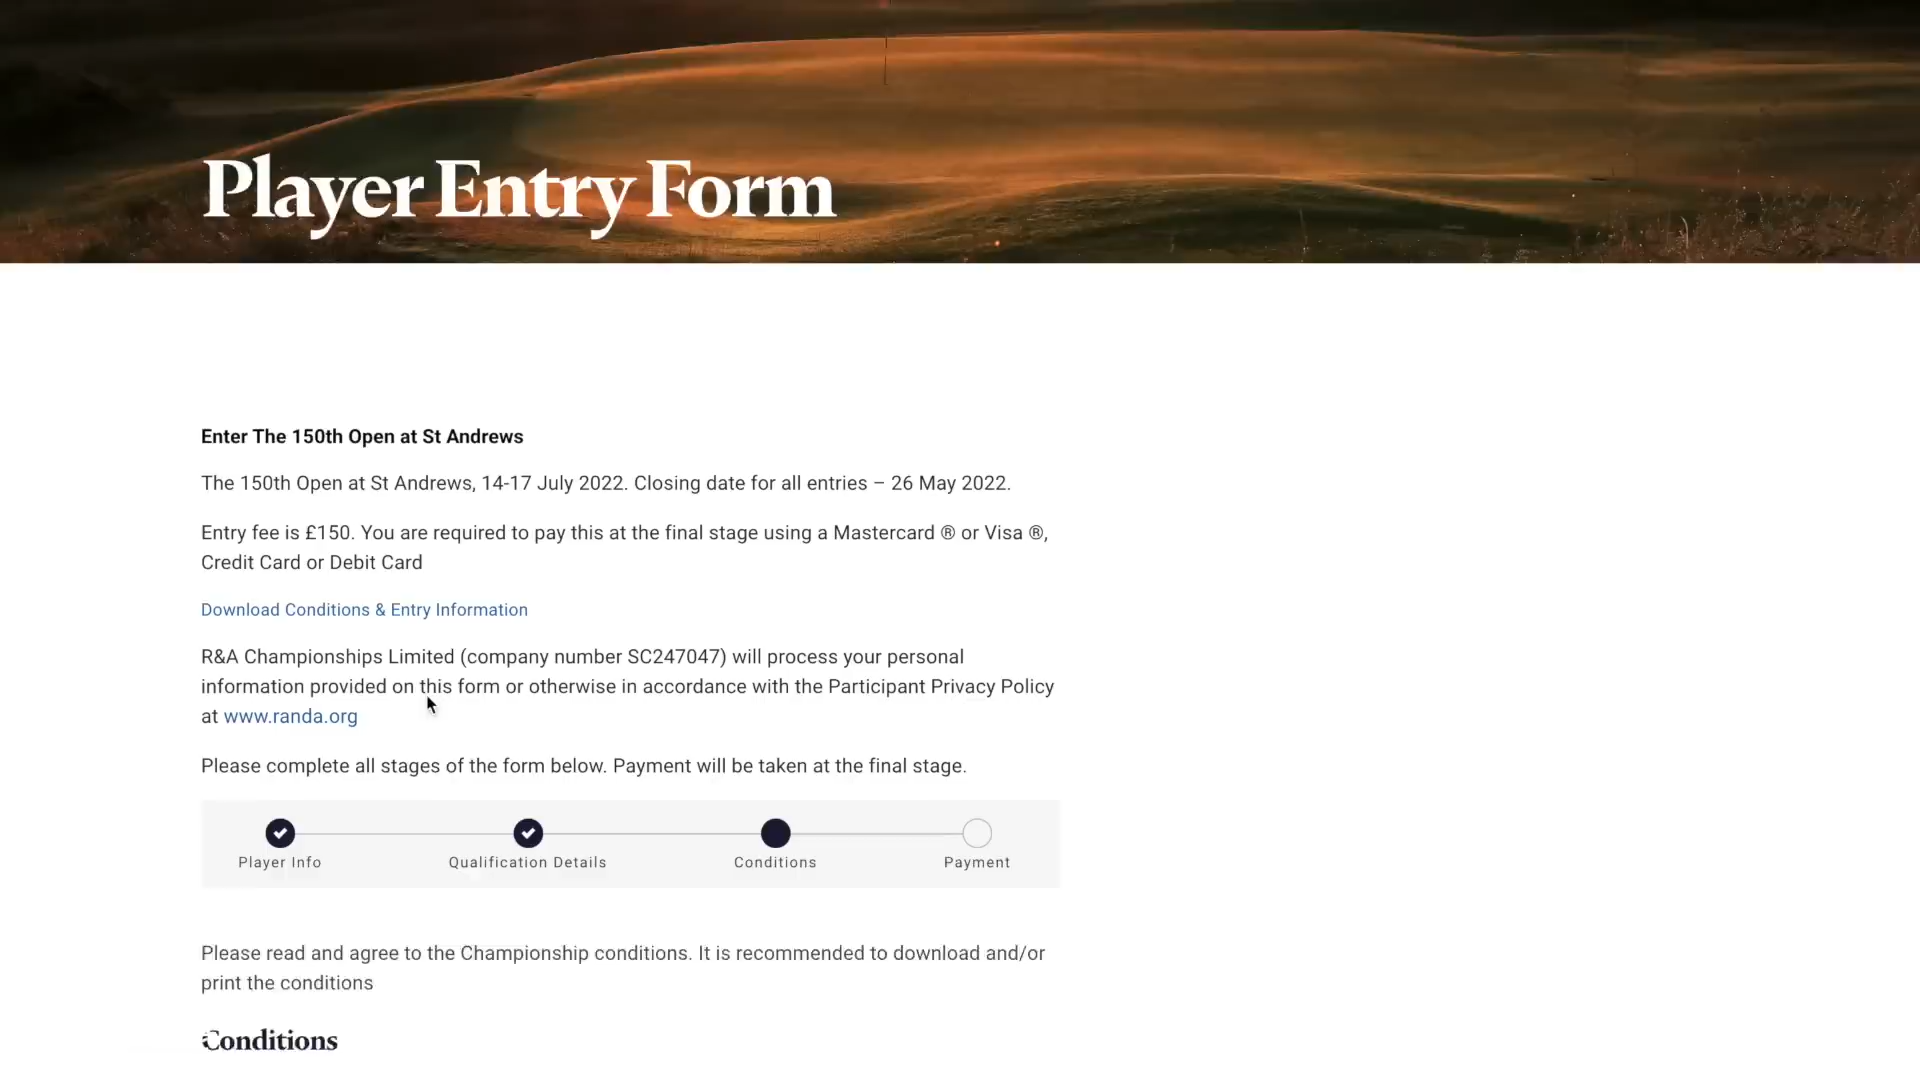 Player Entry Form
Enter The 150th Open at St Andrews
The 150th Open at St Andrews, 14-17 July 2022. Closing date for all entries – 26 May 2022.
Entry fee is £150. You are required to pay this at the final stage using a Mastercard ® or Visa ®,
Credit Card or Debit Card
Download Conditions & Entry Information
R&A Championships Limited (company number SC247047) will process your personal
information provided on this form or otherwise in accordance with the Participant Privacy Policy
at www.randa.org
Please complete all stages of the form below. Payment will be taken at the final stage.
Player Info Qualification Details Conditions Payment
Please read and agree to the Championship conditions. It is recommended to download and/or
print the conditions
Conditions